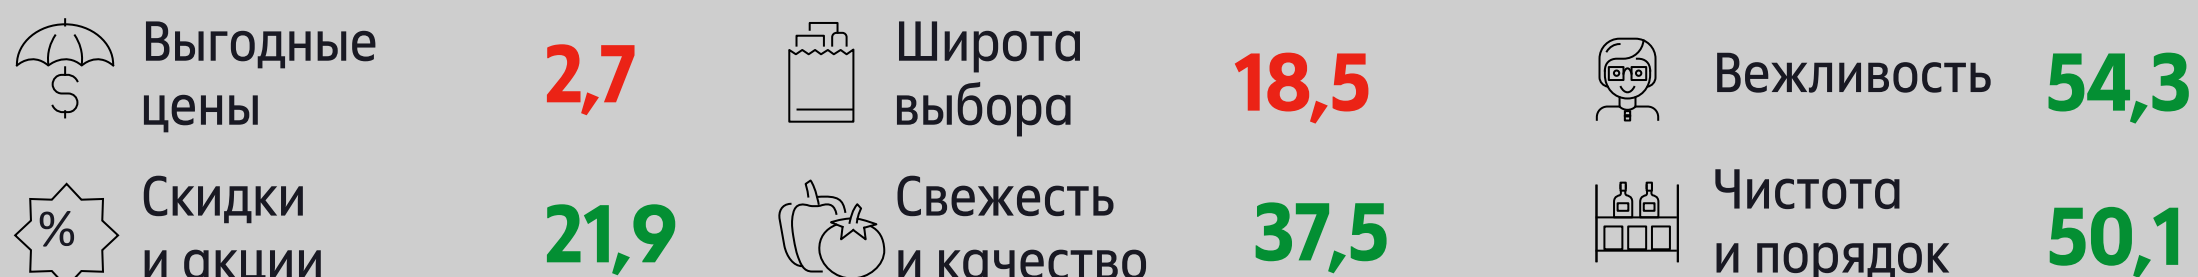 Выгодные
цены
2,7
Широта
выбора
18,5
Вежливость
54,3
%
Скидки
и акции
21,9
Свежесть
и качество
37,5
Чистота
и порядок
50,1